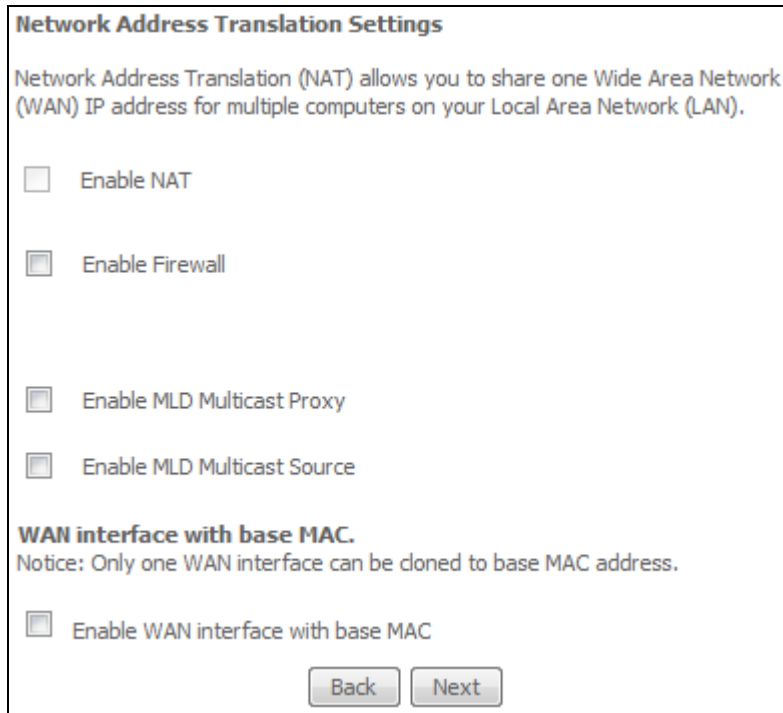 Network Address Translation Settings
Network Address Translation (NAT) allows you to share one Wide Area Network
(WAN) IP address for multiple computers on your Local Area Network (LAN).
Enable NAT
Enable Firewall
Enable MLD Multicast Proxy
Enable MLD Multicast Source
WAN interface with base MAC.
Notice: Only one WAN interface can be cloned to base MAC address.
Enable WAN interface with base MAC
Back Next